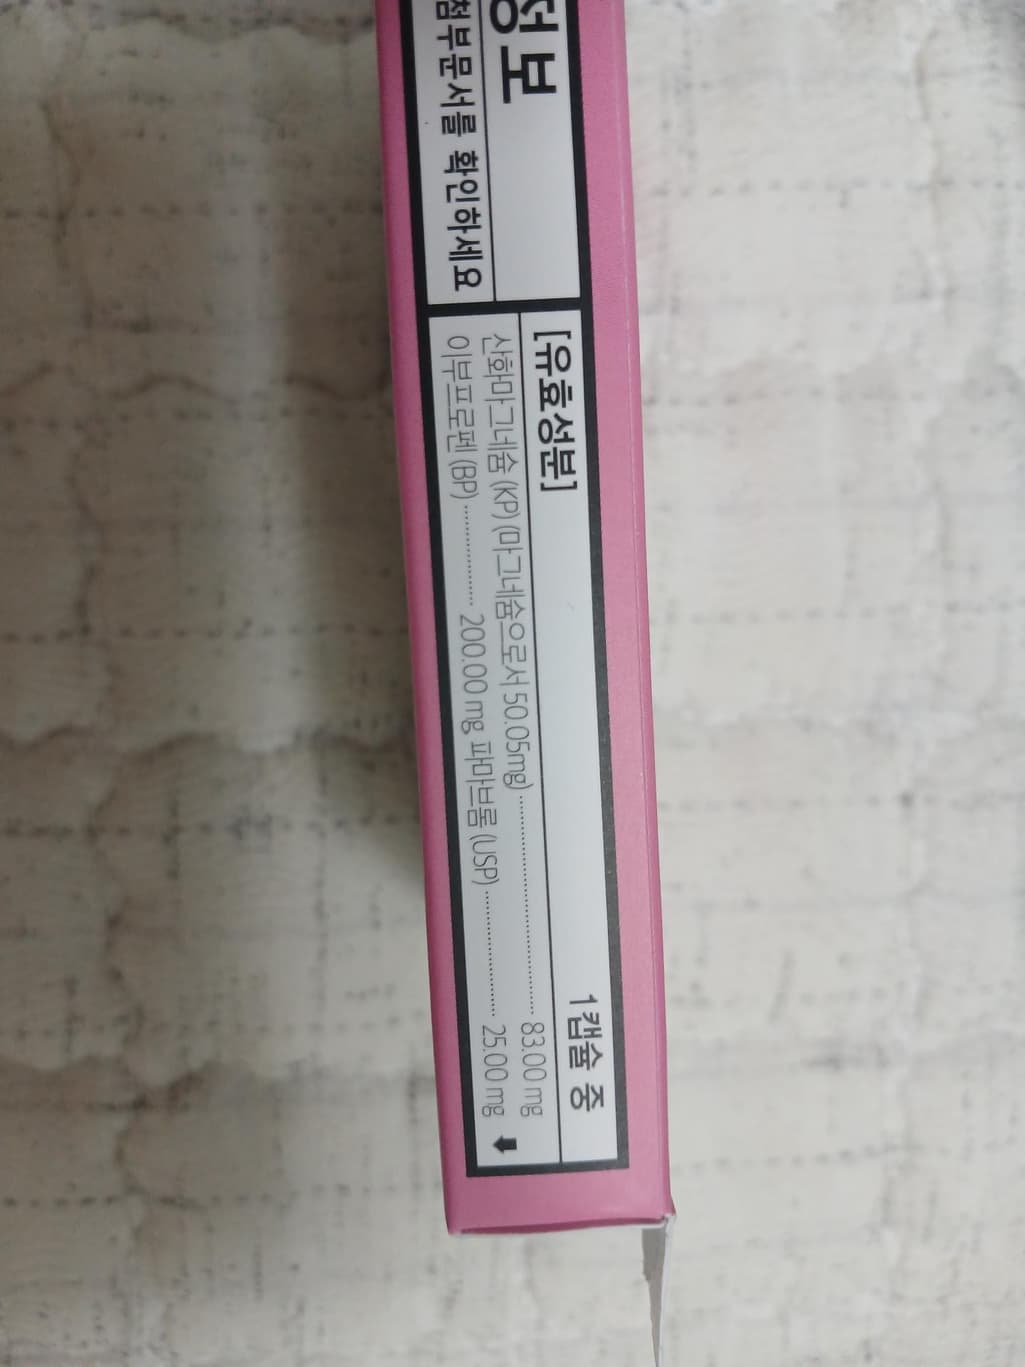 정보
첨부문서를 확인하세요
[유효성분] 1캡슐 중
산화마그네슘 (KP) (마그네슘으로서 50.05mg) 83.00 mg
이부프로펜 (BP) 200.00 mg 파마브롬 (USP) 25.00 mg